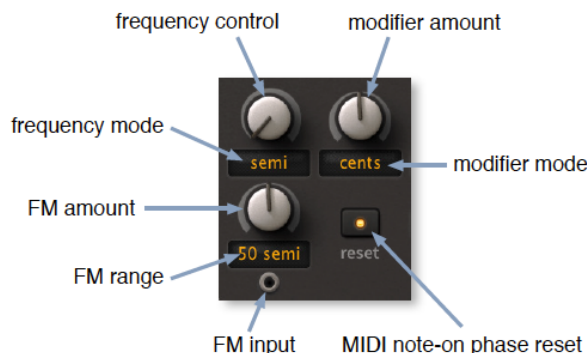 frequency control
modifier amount
frequency mode
semi
cents
modifier mode
FM amount
50 semi
reset
FM range
FM input
MIDI note-on phase reset